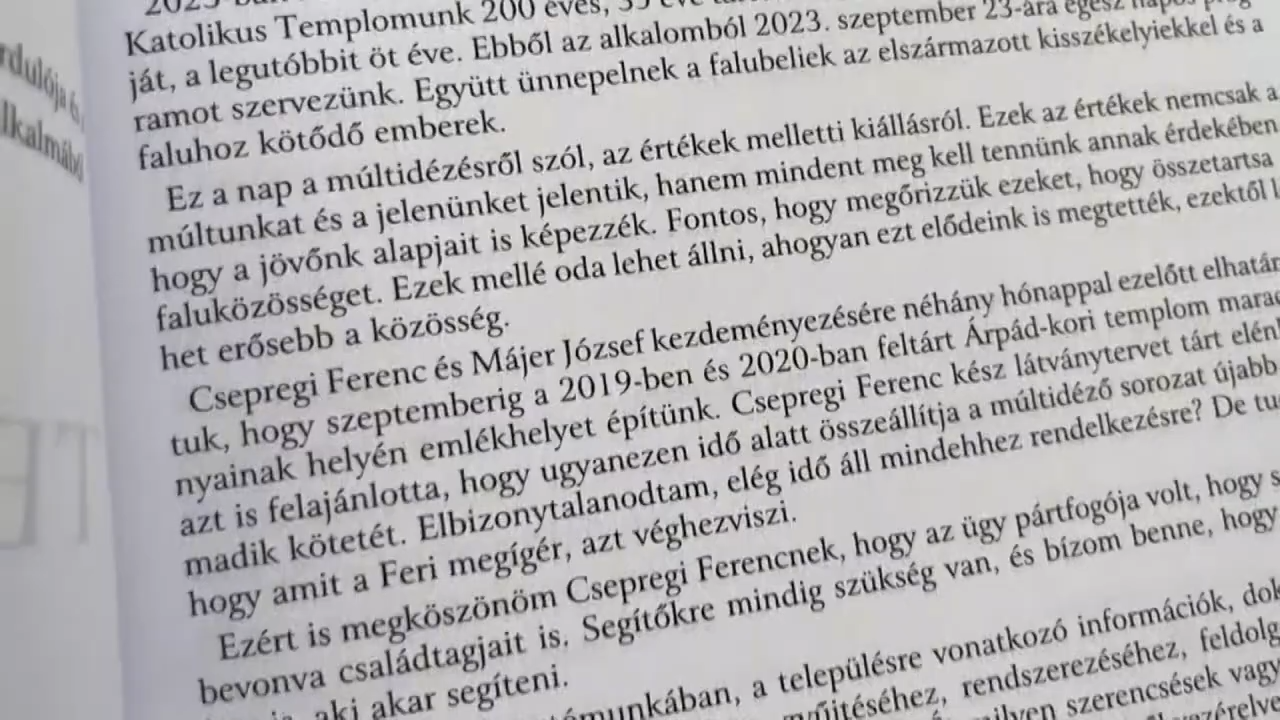 Katolikus Templomunk 200 éves, 35 éve
ját, a legutóbbit öt éve. Ebből az alkalomból 2023. szeptember 23-ára egész napos
ramot szervezünk. Együtt ünnepelnek a falubeliek az elszármazott kisszékelyiekkel és a
faluhoz kötődő emberek.
Ez a nap a múltidézésről szól, az értékek melletti kiállásról. Ezek az értékek nemcsak a
múltunkat és a jelenünket jelentik, hanem mindent meg kell tennünk annak érdekében
hogy a jövőnk alapjait is képezzék. Fontos, hogy megőrizzük ezeket, hogy összetartsa
faluközösséget. Ezek mellé oda lehet állni, ahogyan ezt elődeink is megtették, ezektől
het erősebb a közösség.
Csepregi Ferenc és Májer József kezdeményezésére néhány hónappal ezelőtt elhatár
tuk, hogy szeptemberig a 2019-ben és 2020-ban feltárt Árpád-kori templom mara
nyainak helyén emlékhelyet építünk. Csepregi Ferenc kész látványtervet tárt elén
azt is felajánlotta, hogy ugyanezen idő alatt összeállítja a múltidéző sorozat újabb
madik kötetét. Elbizonytalanodtam, elég idő áll mindehhez rendelkezésre? De tu
hogy amit a Feri megígér, azt véghezviszi.
Ezért is megköszönöm Csepregi Ferencnek, hogy az ügy pártfogója volt, hogy s
bevonva családtagjait is. Segítőkre mindig szükség van, és bízom benne, hogy
aki akar segíteni.
a településre vonatkozó információk, dok
rendszerezéséhez, feldolg
szerencsések vagy